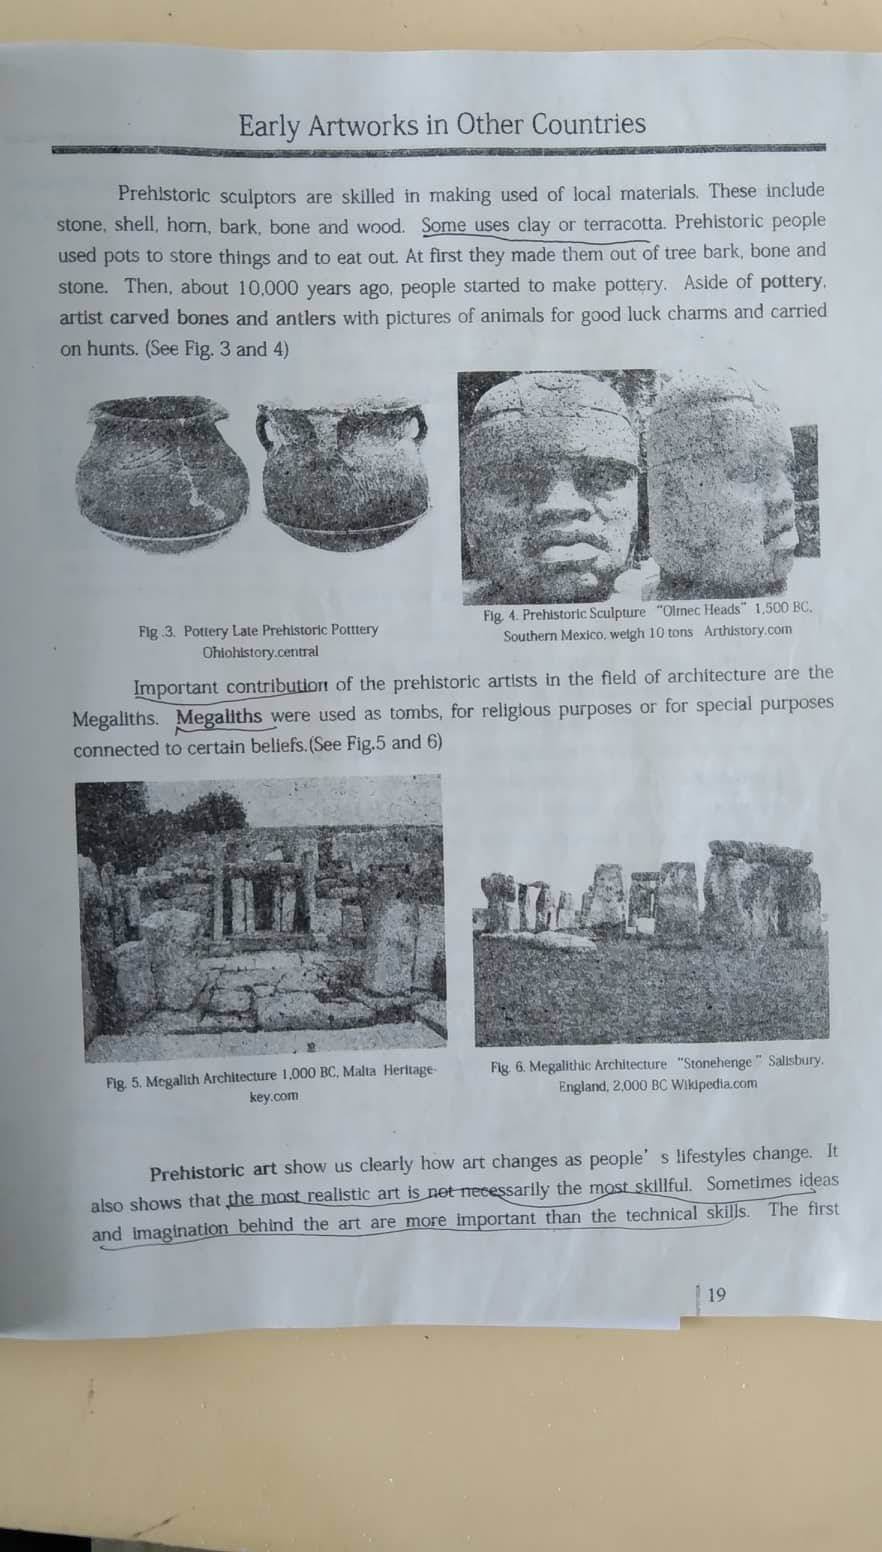 Early Artworks in Other Countries
Prehistoric sculptors are skilled in making used of local materials. These include
stone, shell, horn, bark, bone and wood. Some uses clay or terracotta. Prehistoric people
used pots to store things and to eat out. At first they made them out of tree bark, bone and
stone. Then, about 10,000 years ago, people started to make pottery. Aside of pottery,
artist carved bones and antlers with pictures of animals for good luck charms and carried
on hunts. (See Fig. 3 and 4)
Fig .3. Pottery Late Prehistoric Potttery
Ohiohistory.central
Fig. 4. Prehistoric Sculpture "Olmec Heads" 1,500 BC,
Southern Mexico, weigh 10 tons Arthistory.com
Important contribution of the prehistoric artists in the field of architecture are the
Megaliths. Megaliths were used as tombs, for religious purposes or for special purposes
connected to certain beliefs.(See Fig.5 and 6)
Fig. 5. Megalith Architecture 1,000 BC, Malta Heritage-
key.com
Fig. 6. Megalithic Architecture "Stonehenge " Salisbury,
England, 2,000 BC Wikipedia.com
Prehistoric art show us clearly how art changes as people' s lifestyles change. It
also shows that the most realistic art is not necessarily the most skillful. Sometimes ideas
and imagination behind the art are more important than the technical skills. The first
19